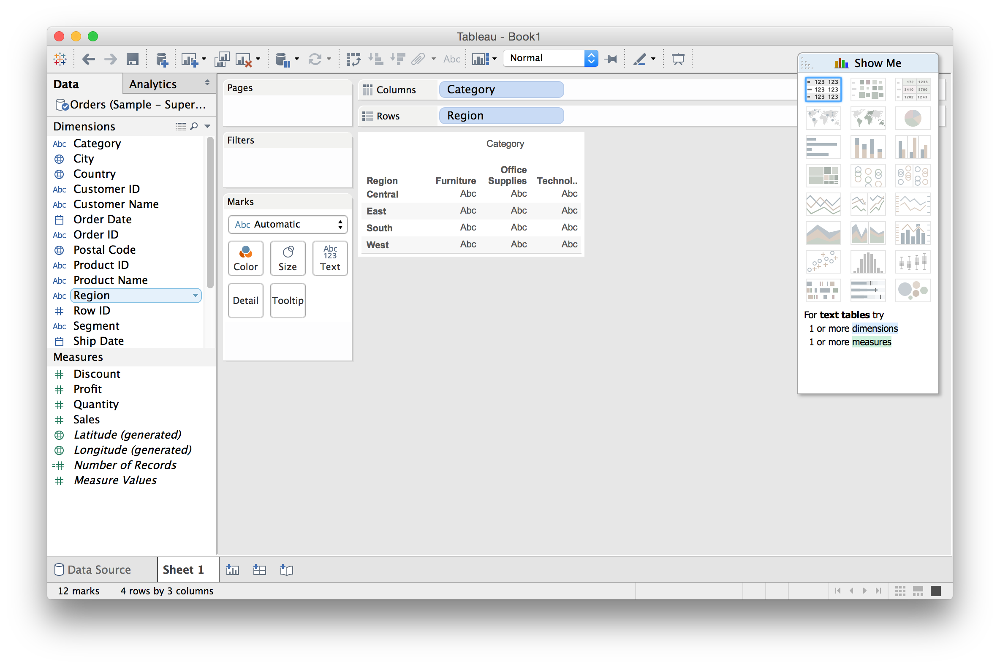 Tableau - Book1
Abc
Normal
Show Me
Data
Analytics
Orders (Sample – Super...
Dimensions
Abc Category
City
Country
Abc Customer ID
Abc Customer Name
Order Date
Abc Order ID
Postal Code
Abc Product ID
Abc Product Name
Abc Region
Row ID
Abc Segment
Ship Date
Measures
Discount
Profit
Quantity
Sales
Latitude (generated)
Longitude (generated)
Number of Records
Measure Values
Pages
Filters
Marks
Abc Automatic
Color
Size
Abc
123
Text
Detail
Tooltip
Columns
Category
Rows
Region
Category
Region Furniture Office Supplies Technol..
Central Abc Abc Abc
East Abc Abc Abc
South Abc Abc Abc
West Abc Abc Abc
123 123
123 123
123 123
172 1233
3410 5700
1202 1243
For text tables try
1 or more dimensions
1 or more measures
Data Source
Sheet 1
12 marks
4 rows by 3 columns